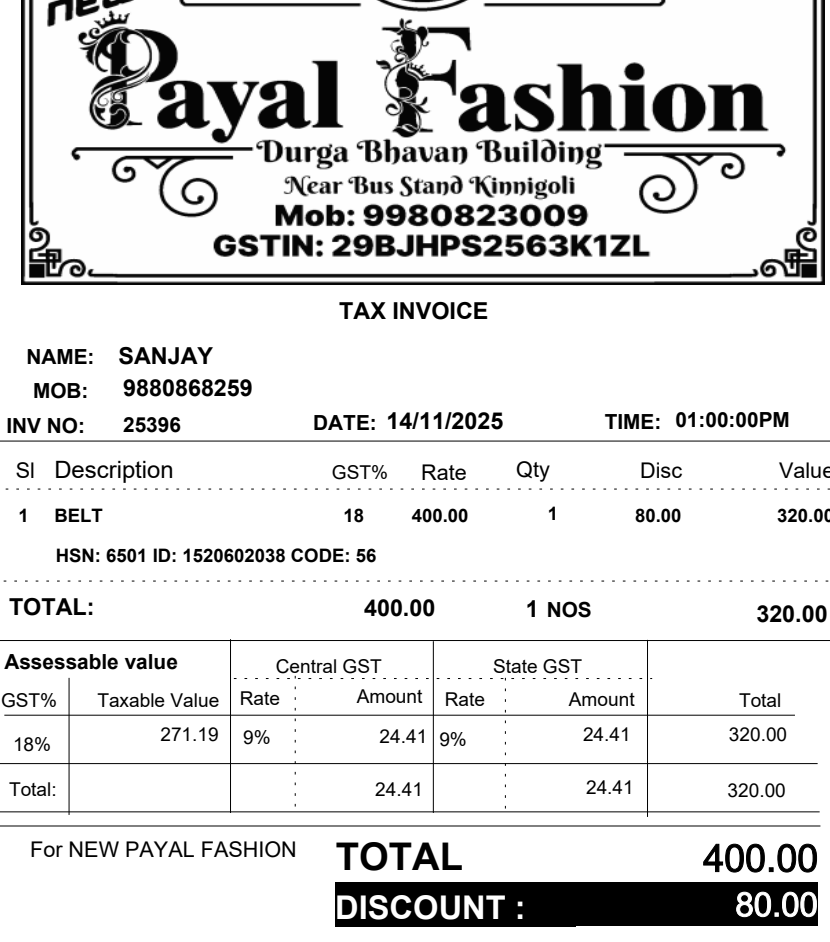 new
Payal Fashion
Durga Bhavan Building
Near Bus Stand Kinnigoli
Mob: 9980823009
GSTIN: 29BJHPS2563K1ZL
TAX INVOICE
NAME: SANJAY
MOB: 9880868259
INV NO: 25396 DATE: 14/11/2025 TIME: 01:00:00PM
Sl Description GST% Rate Qty Disc Value
1 BELT 18 400.00 1 80.00 320.00
HSN: 6501 ID: 1520602038 CODE: 56
TOTAL: 400.00 1 NOS 320.00
Assessable value Central GST State GST
GST% Taxable Value Rate Amount Rate Amount Total
18% 271.19 9% 24.41 9% 24.41 320.00
Total: 24.41 24.41 320.00
For NEW PAYAL FASHION TOTAL 400.00
DISCOUNT : 80.00